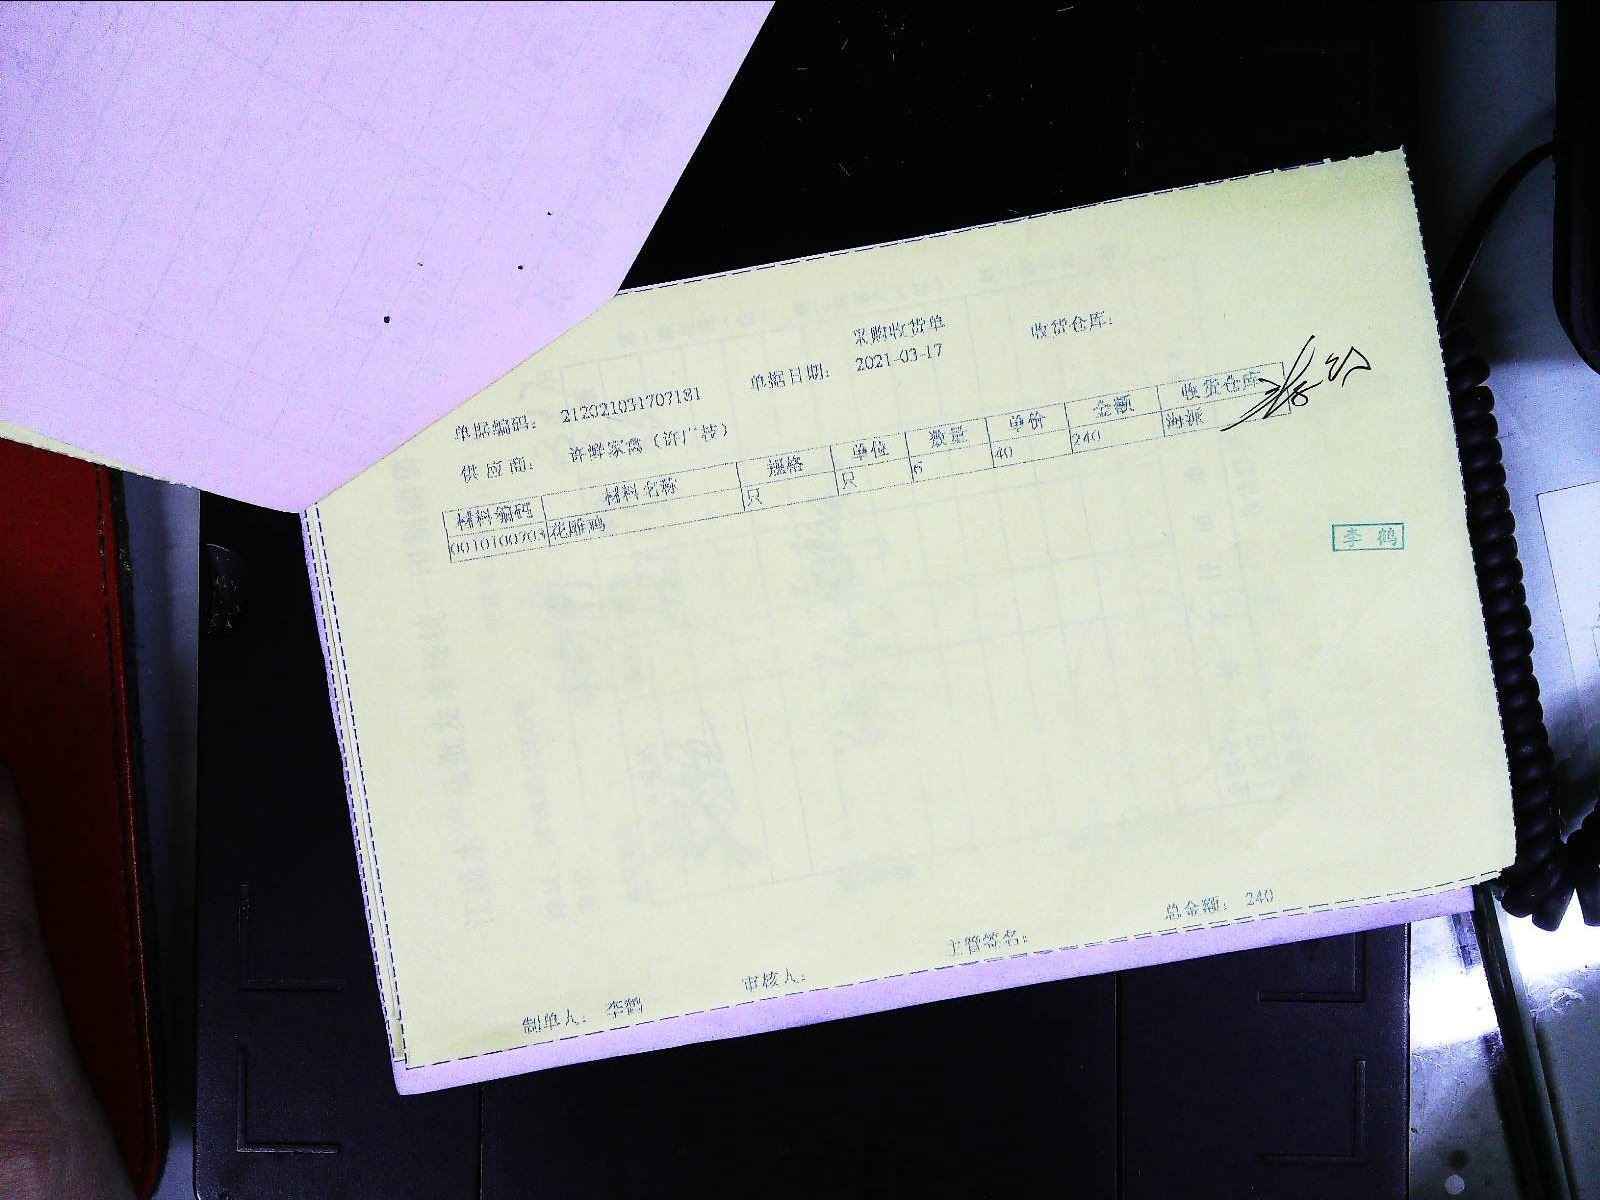 采购收货单
单据编码： 212021031707181 单据日期： 2021-03-17 收货仓库：
供应商： 许鲜家禽（许广技）
材料编码 材料名称 规格 单位 数量 单价 金额 收货仓库
0010100703 花雕鸡 只 只 6 40 240 海派
李鹤
总金额： 240
制单人： 李鹤 审核人： 主管签名：